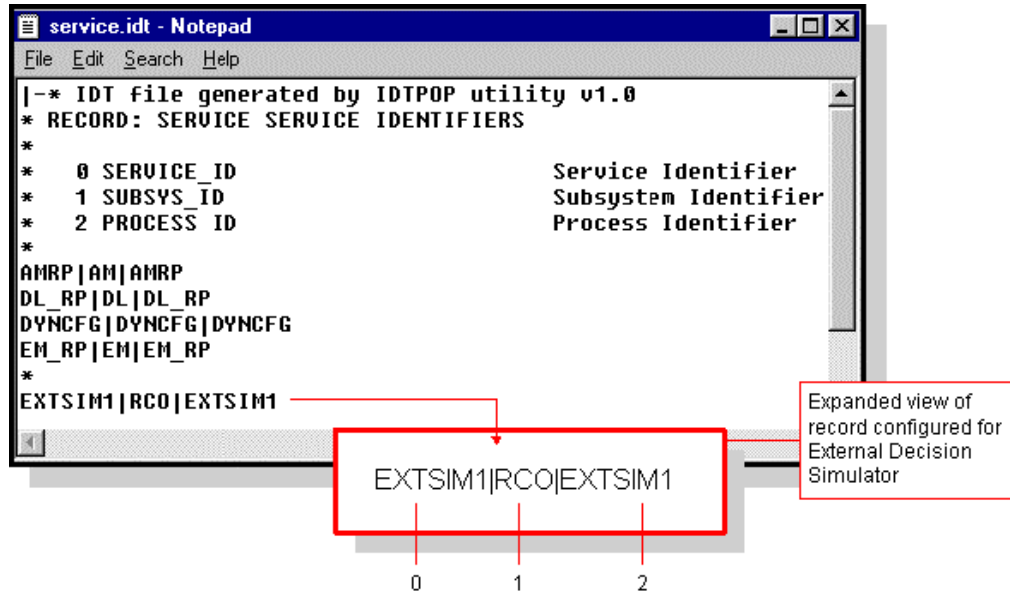 service.idt - Notepad
File Edit Search Help
|-* IDT file generated by IDTPOP utility v1.0
* RECORD: SERVICE SERVICE IDENTIFIERS
*
* 0 SERVICE_ID Service Identifier
* 1 SUBSYS_ID Subsystem Identifier
* 2 PROCESS ID Process Identifier
*
AMRP|AM|AMRP
DL_RP|DL|DL_RP
DYNCFG|DYNCFG|DYNCFG
EM_RP|EM|EM_RP
*
EXTSIM1|RCO|EXTSIM1
Expanded view of
record configured for
External Decision
Simulator
EXTSIM1|RCO|EXTSIM1
0 1 2